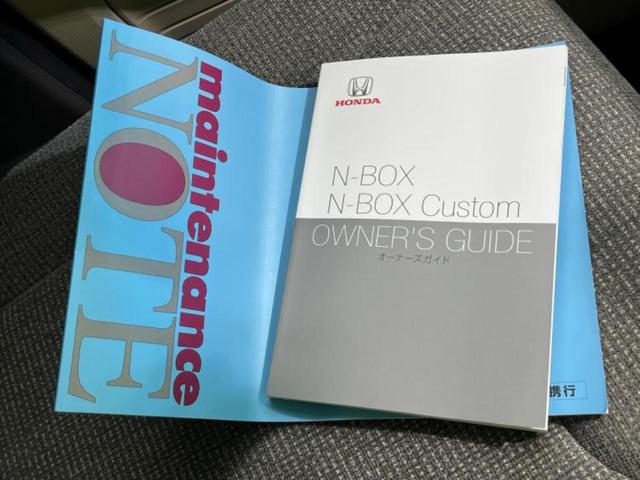 maintenance
NOTE
HONDA
N-BOX
N-BOX Custom
OWNER'S GUIDE
オーナーズガイド
携行